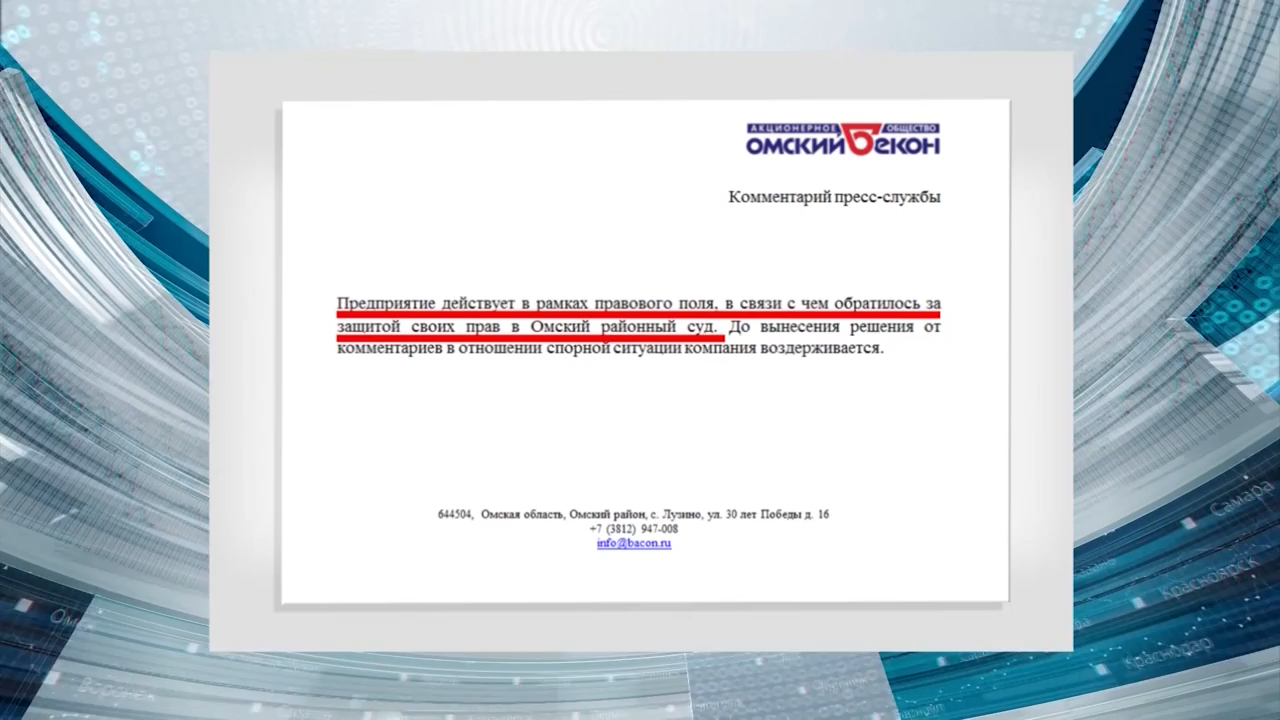 АКЦИОНЕРНОЕ ОБЩЕСТВО
ОМСКИЙ БЕКОН
Комментарий пресс-службы
Предприятие действует в рамках правового поля, в связи с чем обратилось за
защитой своих прав в Омский районный суд. До вынесения решения от
комментариев в отношении спорной ситуации компания воздерживается.
644504, Омская область, Омский район, с. Лузино, ул. 30 лет Победы д. 16
+7 (3812) 947-008
info@bacon.ru
Самара
Красноярск
Краснодар
Воронеж